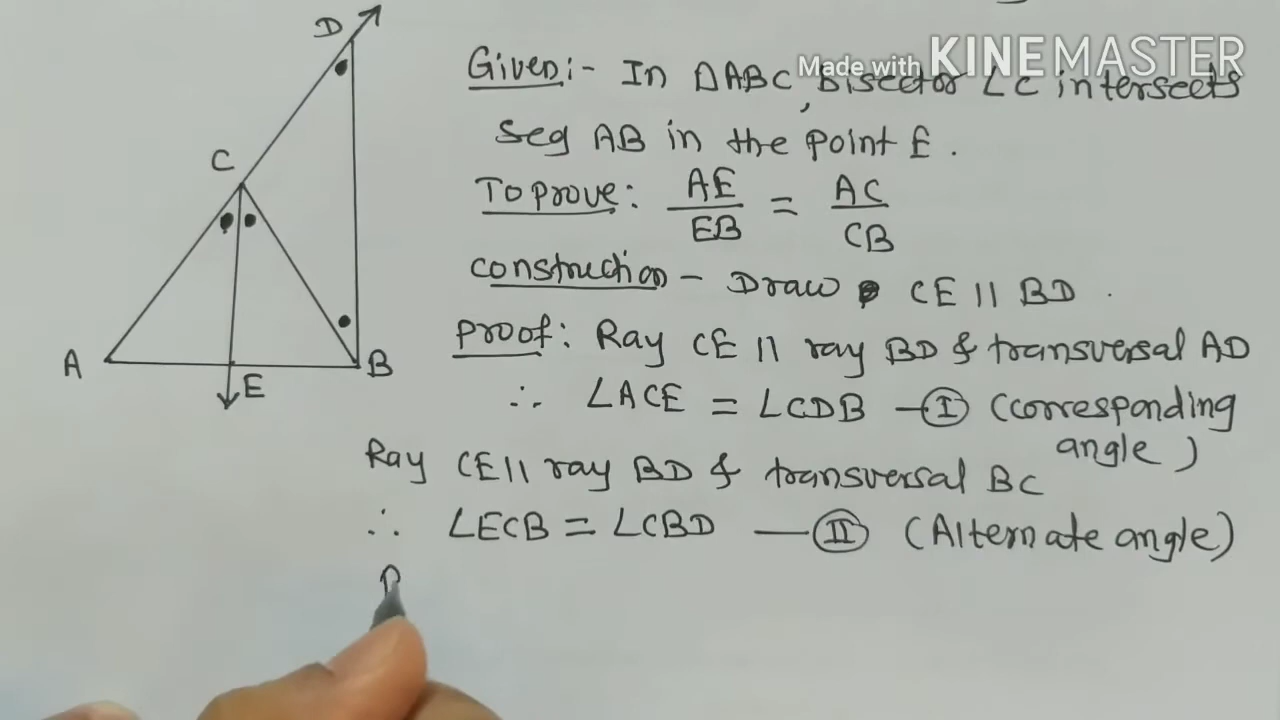 Made with KINEMASTER
D
C
A
B
E
Given:- In ΔABC, bisector ∠C intersects
seg AB in the point E.
To prove: AE/EB = AC/CB
construction - Draw CE || BD.
proof: Ray CE || ray BD & transversal AD
∴ ∠ACE = ∠CDB — Ⓘ (corresponding
angle)
Ray CE || ray BD & transversal BC
∴ ∠ECB = ∠CBD — ⓘⓘ (Alternate angle)